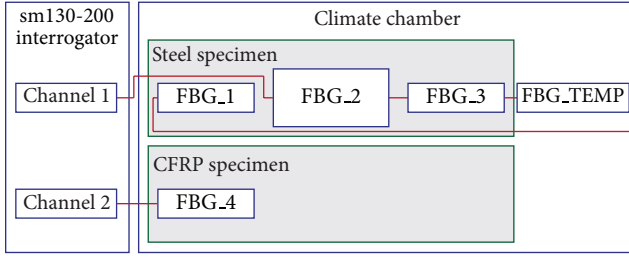 sm130-200
interrogator
Climate chamber
Steel specimen
Channel 1
FBG_1
FBG_2
FBG_3
FBG_TEMP
CFRP specimen
Channel 2
FBG_4